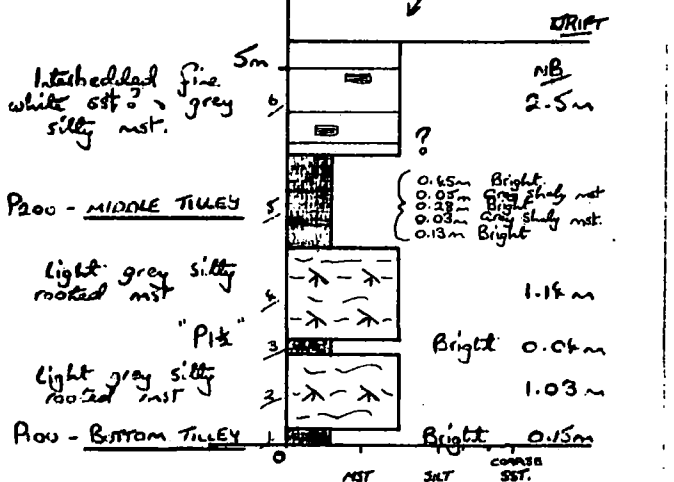 DRIFT
5m
NB
Interbedded fine
white sst? & grey
silty mst.
6
2.5m
?
0.45m Bright.
0.05m Grey Shaly mst
0.28m Bright
0.03m Grey Shaly mst.
0.13m Bright
P200 - MIDDLE TILLEY
5
Light grey silty
rooted mst
4
1.14m
"P1½"
3
Bright
Light grey silty
rooted mst
2
1.03m
P100 - BOTTOM TILLEY
1
Bright 0.15m
0
MST
SILT
COARSE
SST.